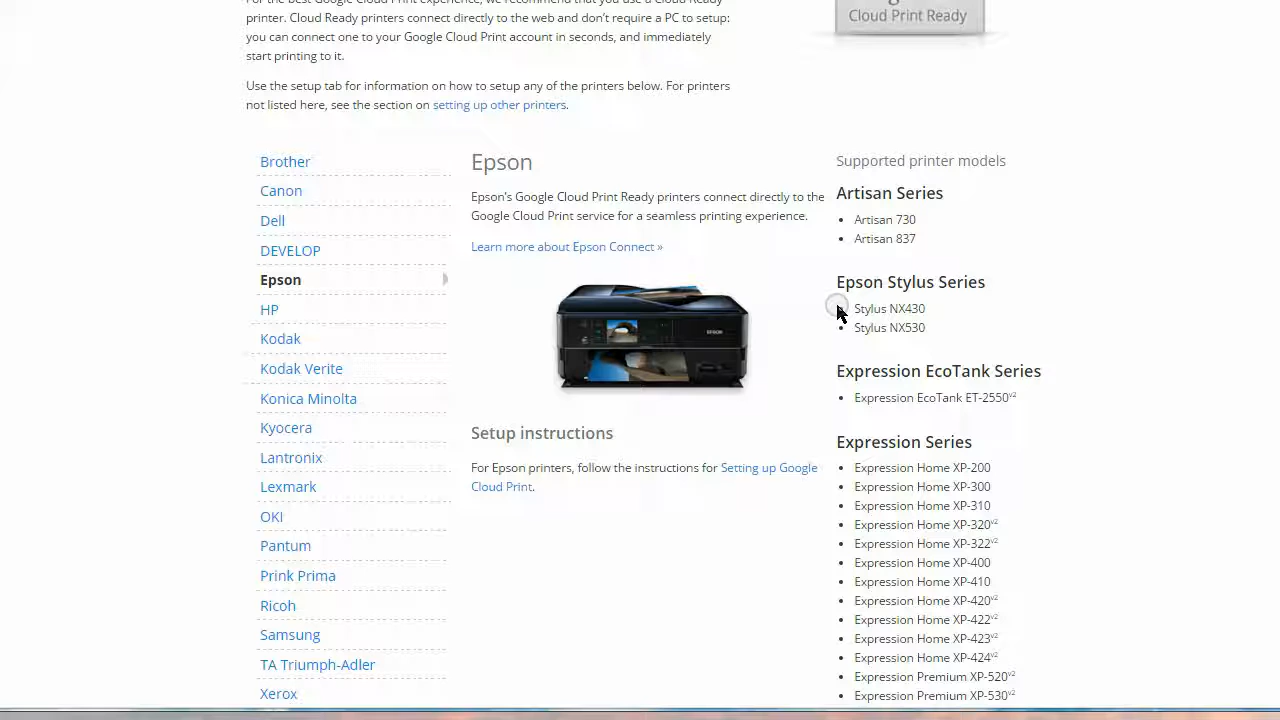 For the best Google Cloud Print experience, we recommend that you use a Cloud Ready
printer. Cloud Ready printers connect directly to the web and don't require a PC to setup:
you can connect one to your Google Cloud Print account in seconds, and immediately
start printing to it.
Cloud Print Ready
Use the setup tab for information on how to setup any of the printers below. For printers
not listed here, see the section on setting up other printers.
Brother
Canon
Dell
DEVELOP
Epson
HP
Kodak
Kodak Verite
Konica Minolta
Kyocera
Lantronix
Lexmark
OKI
Pantum
Prink Prima
Ricoh
Samsung
TA Triumph-Adler
Xerox
Epson
Epson's Google Cloud Print Ready printers connect directly to the
Google Cloud Print service for a seamless printing experience.
Learn more about Epson Connect »
EPSON
Setup instructions
For Epson printers, follow the instructions for Setting up Google
Cloud Print.
Supported printer models
Artisan Series
• Artisan 730
• Artisan 837
Epson Stylus Series
• Stylus NX430
• Stylus NX530
Expression EcoTank Series
• Expression EcoTank ET-2550v2
Expression Series
• Expression Home XP-200
• Expression Home XP-300
• Expression Home XP-310
• Expression Home XP-320v2
• Expression Home XP-322v2
• Expression Home XP-400
• Expression Home XP-410
• Expression Home XP-420v2
• Expression Home XP-422v2
• Expression Home XP-423v2
• Expression Home XP-424v2
• Expression Premium XP-520v2
• Expression Premium XP-530v2